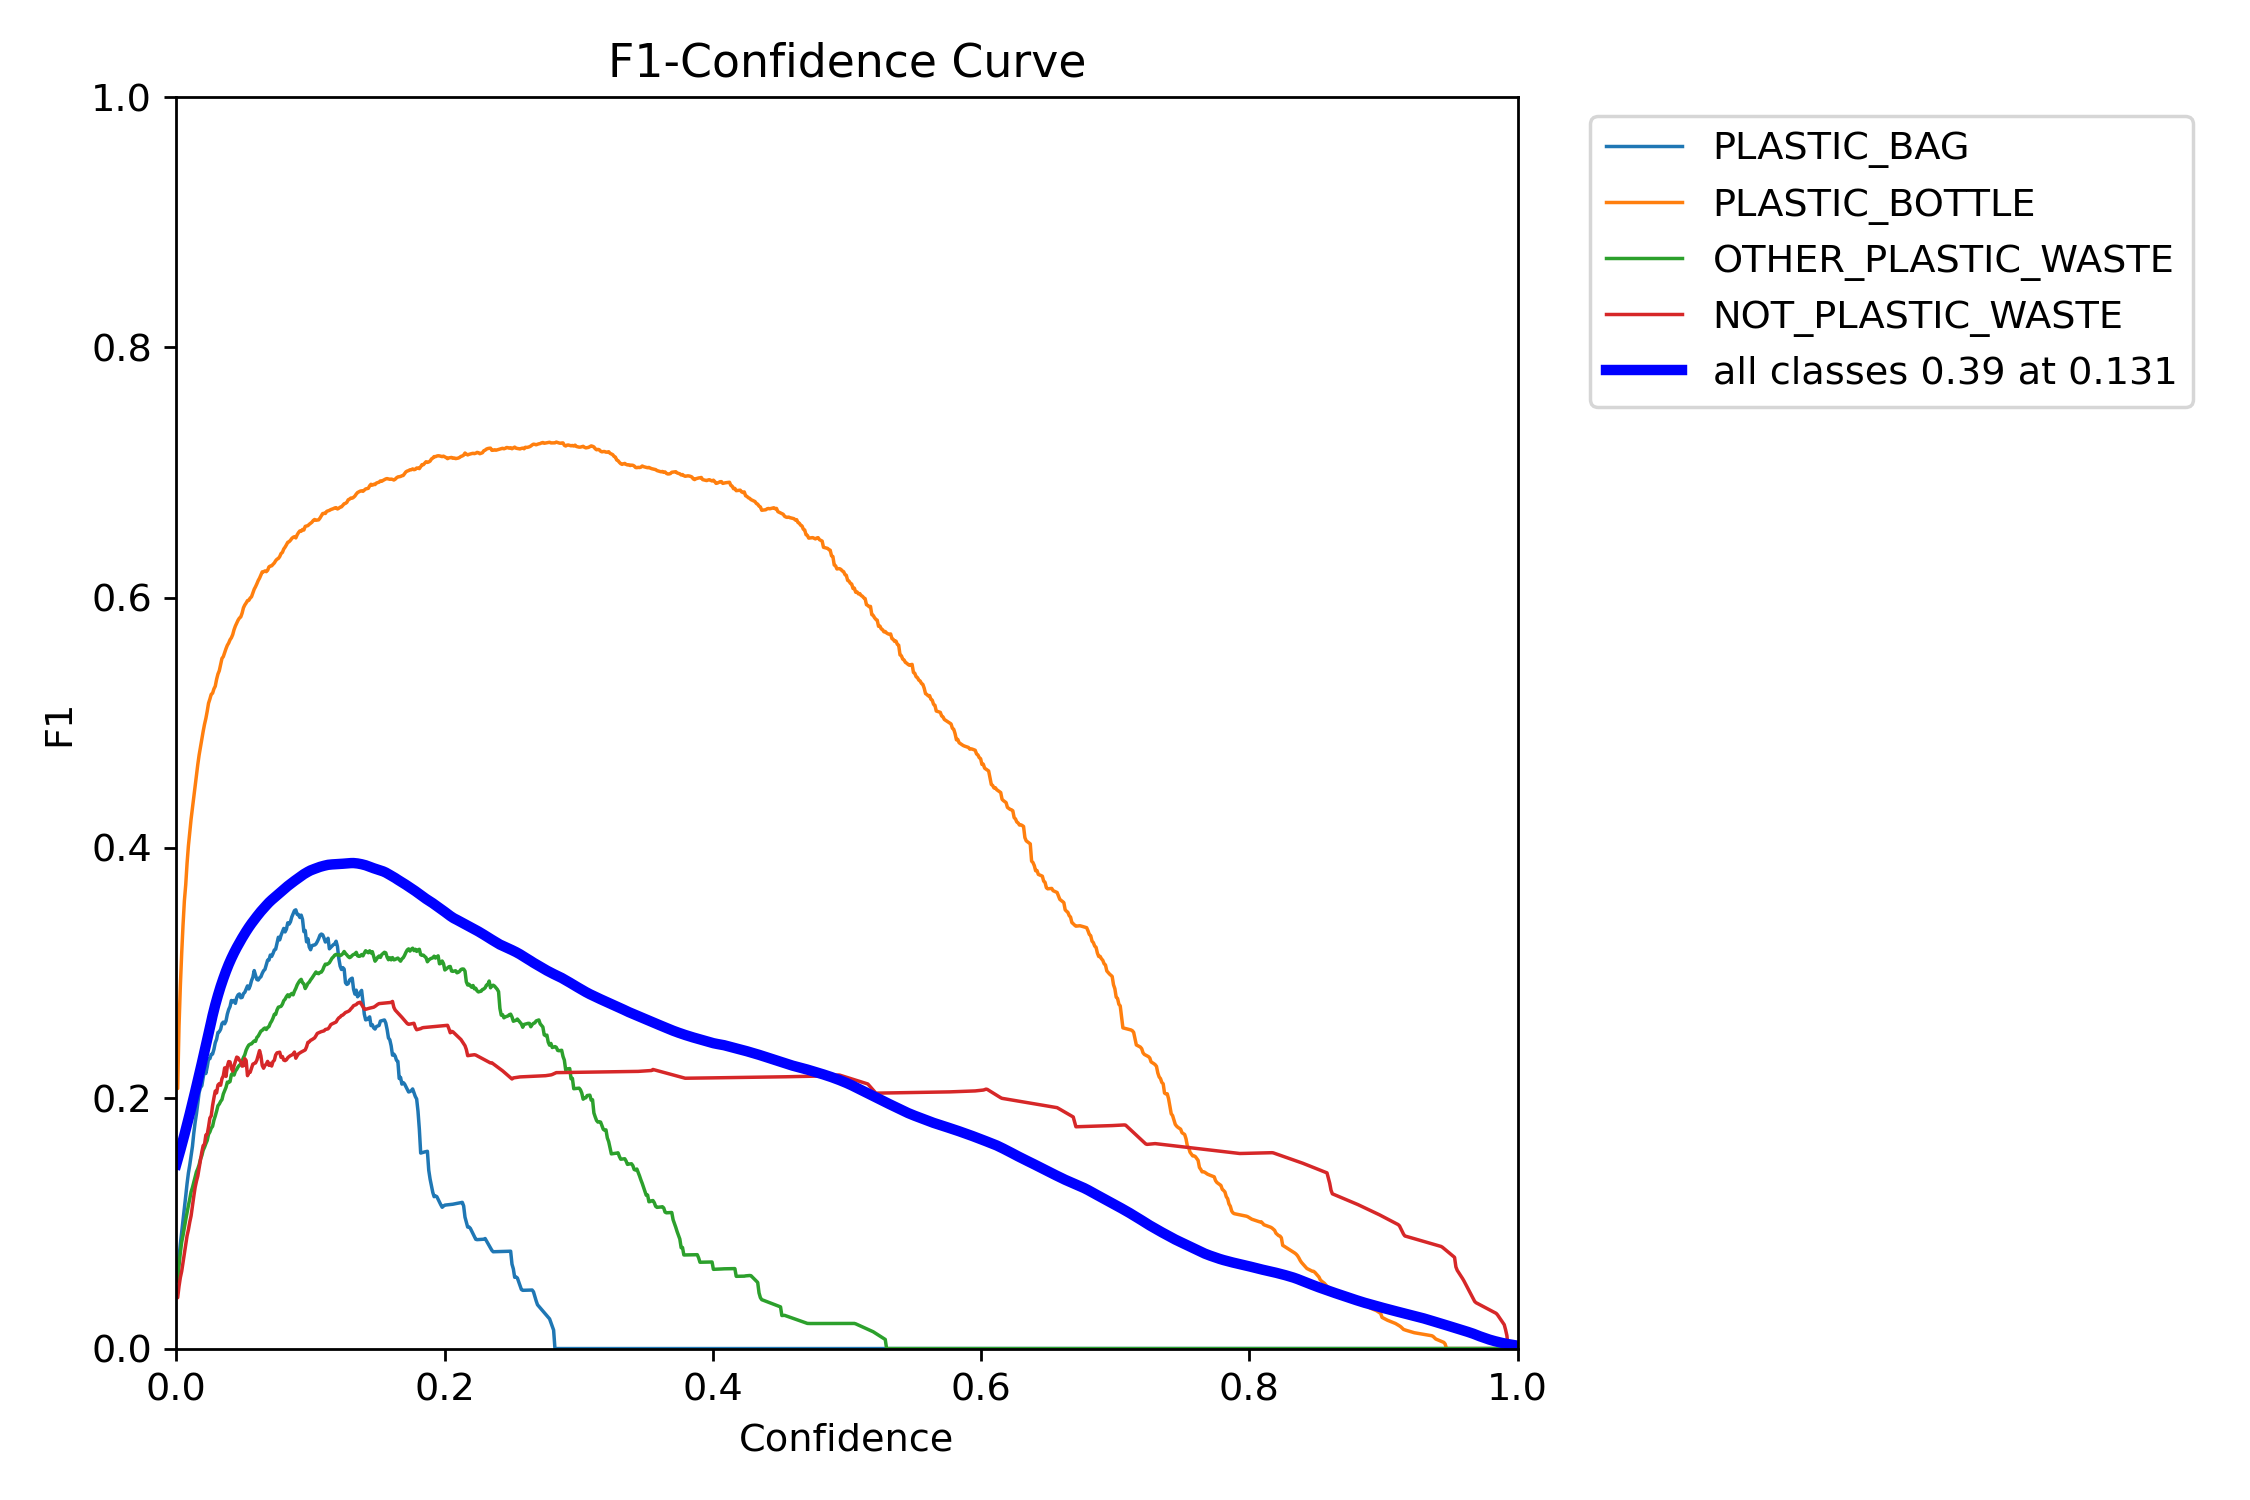 F1-Confidence Curve
1.0
0.8
0.6
0.4
0.2
0.0
F1
0.0 0.2 0.4 0.6 0.8 1.0
Confidence
PLASTIC_BAG
PLASTIC_BOTTLE
OTHER_PLASTIC_WASTE
NOT_PLASTIC_WASTE
all classes 0.39 at 0.131